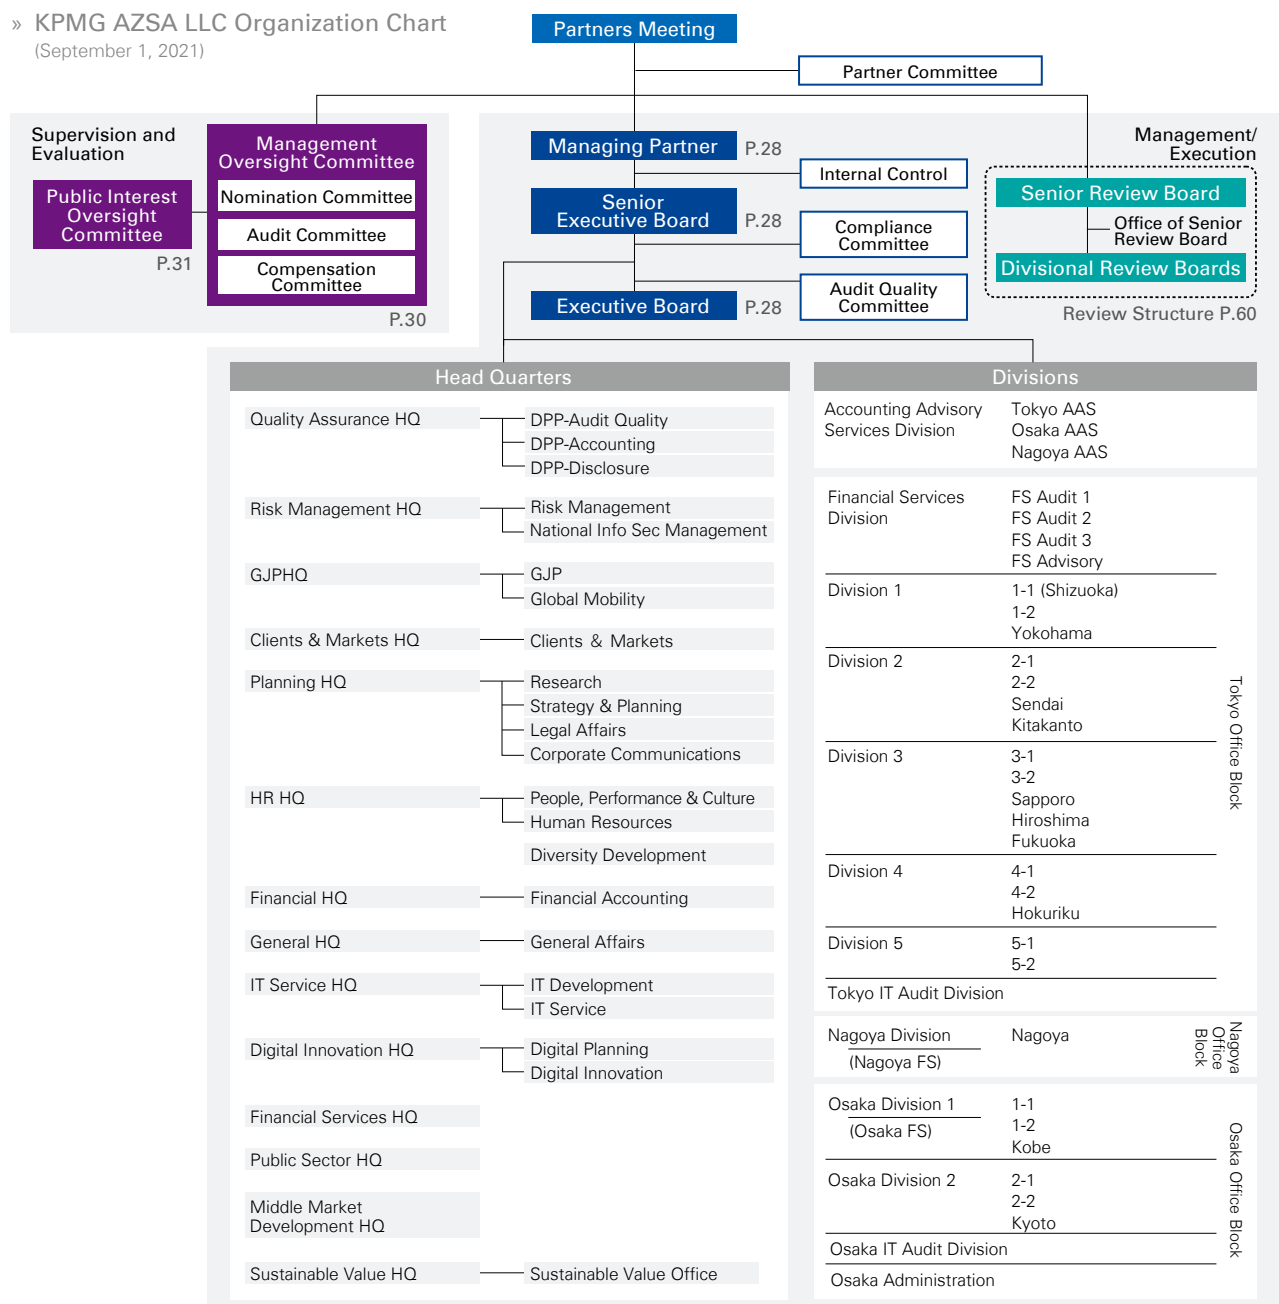 » KPMG AZSA LLC Organization Chart
(September 1, 2021)
Partners Meeting
Partner Committee
Supervision and
Evaluation
Management
Oversight Committee
Nomination Committee
Audit Committee
Compensation
Committee
P.30
Public Interest
Oversight
Committee
P.31
Managing Partner P.28
Internal Control
Senior
Executive Board P.28
Compliance
Committee
Audit Quality
Committee
Executive Board P.28
Management/
Execution
Senior Review Board
Office of Senior
Review Board
Divisional Review Boards
Review Structure P.60
Head Quarters
Quality Assurance HQ
DPP-Audit Quality
DPP-Accounting
DPP-Disclosure
Risk Management HQ
Risk Management
National Info Sec Management
GJPHQ
GJP
Global Mobility
Clients & Markets HQ
Clients & Markets
Planning HQ
Research
Strategy & Planning
Legal Affairs
Corporate Communications
HR HQ
People, Performance & Culture
Human Resources
Diversity Development
Financial HQ
Financial Accounting
General HQ
General Affairs
IT Service HQ
IT Development
IT Service
Digital Innovation HQ
Digital Planning
Digital Innovation
Financial Services HQ
Public Sector HQ
Middle Market
Development HQ
Sustainable Value HQ
Sustainable Value Office
Divisions
Accounting Advisory
Services Division
Tokyo AAS
Osaka AAS
Nagoya AAS
Financial Services
Division
FS Audit 1
FS Audit 2
FS Audit 3
FS Advisory
Division 1
1-1 (Shizuoka)
1-2
Yokohama
Division 2
2-1
2-2
Sendai
Kitakanto
Division 3
3-1
3-2
Sapporo
Hiroshima
Fukuoka
Division 4
4-1
4-2
Hokuriku
Division 5
5-1
5-2
Tokyo IT Audit Division
Tokyo Office Block
Nagoya Division
(Nagoya FS)
Nagoya
Nagoya
Office
Block
Osaka Division 1
(Osaka FS)
1-1
1-2
Kobe
Osaka Division 2
2-1
2-2
Kyoto
Osaka IT Audit Division
Osaka Administration
Osaka Office Block